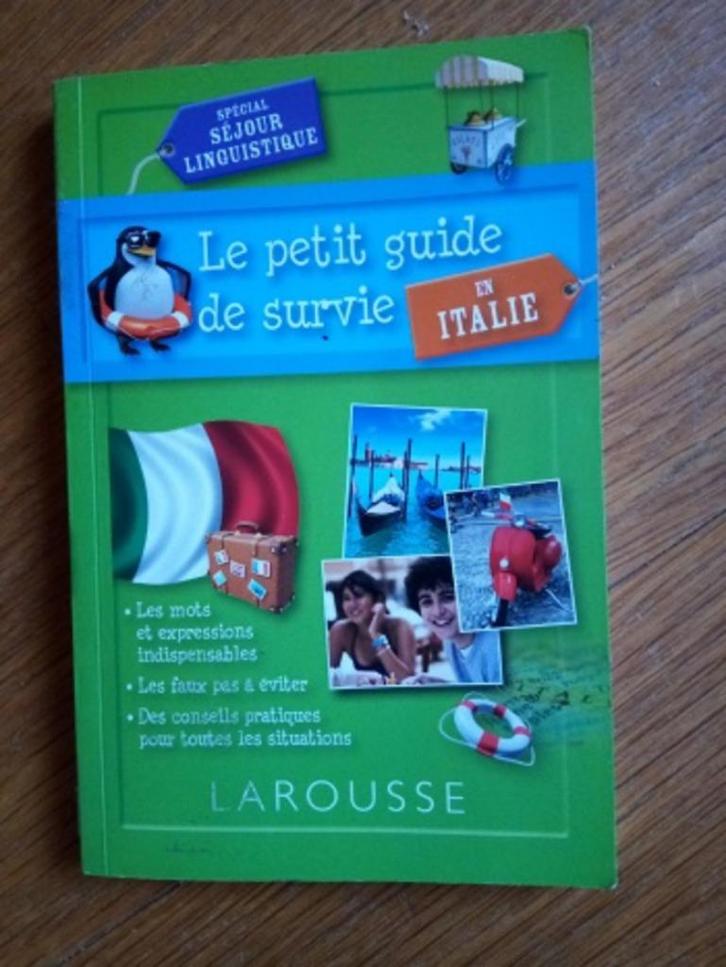 SPÉCIAL
SÉJOUR
LINGUISTIQUE
Le petit guide
de survie
EN
ITALIE
• Les mots
et expressions
indispensables
• Les faux pas à éviter
• Des conseils pratiques
pour toutes les situations
LAROUSSE